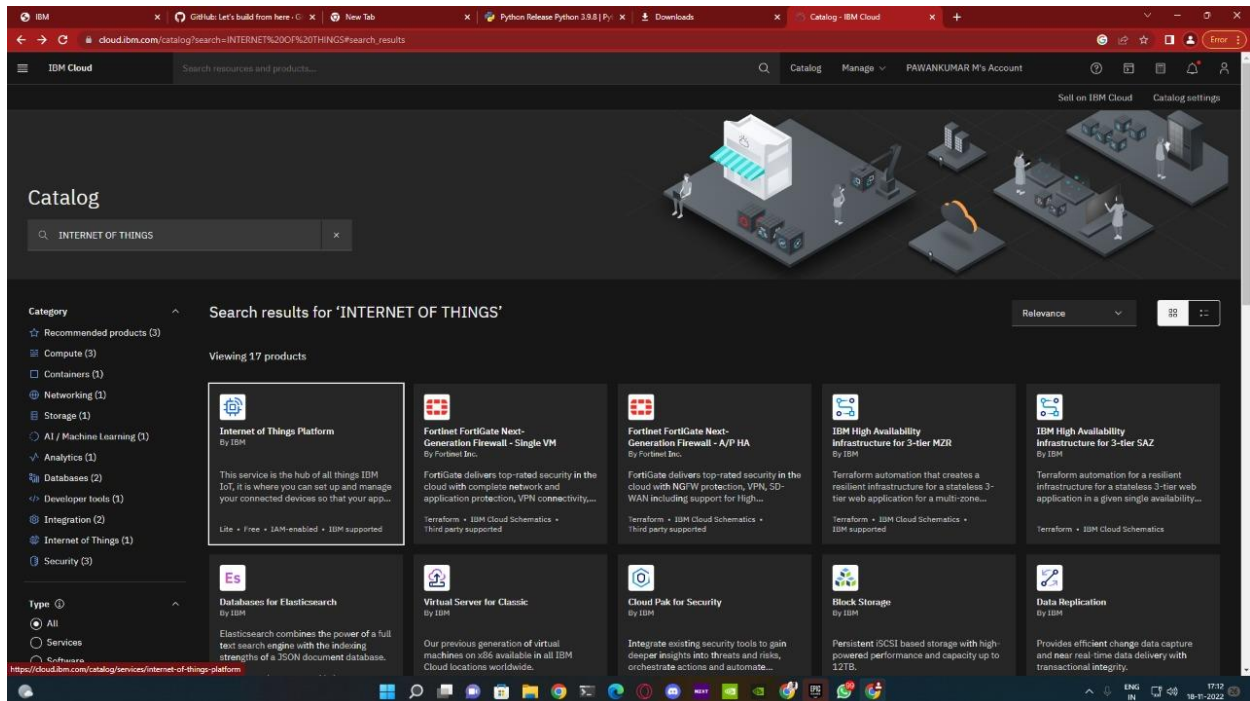 IBM
GitHub: Let's build from here · G
New Tab
Python Release Python 3.9.8 | Pyt
Downloads
Catalog - IBM Cloud
cloud.ibm.com/catalog?search=INTERNET%20OF%20THINGS#search_results
Error
IBM Cloud
Search resources and products...
Catalog
Manage
PAWANKUMAR M's Account
Sell on IBM Cloud
Catalog settings
Catalog
INTERNET OF THINGS
Category
Recommended products (3)
Compute (3)
Containers (1)
Networking (1)
Storage (1)
AI / Machine Learning (1)
Analytics (1)
Databases (2)
Developer tools (1)
Integration (2)
Internet of Things (1)
Security (3)
Type
All
Services
Software
Search results for ‘INTERNET OF THINGS’
Relevance
Viewing 17 products
Internet of Things Platform
By IBM
This service is the hub of all things IBM
IoT, it is where you can set up and manage
your connected devices so that your app...
Lite • Free • IAM-enabled • IBM supported
Fortinet FortiGate Next-
Generation Firewall - Single VM
By Fortinet Inc.
FortiGate delivers top-rated security in the
cloud with complete network and
application protection, VPN connectivity,...
Terraform • IBM Cloud Schematics •
Third party supported
Fortinet FortiGate Next-
Generation Firewall - A/P HA
By Fortinet Inc.
FortiGate delivers top-rated security in the
cloud with NGFW protection, VPN, SD-
WAN including support for High...
Terraform • IBM Cloud Schematics •
Third party supported
IBM High Availability
infrastructure for 3-tier MZR
By IBM
Terraform automation that creates a
resilient infrastructure for a stateless 3-
tier web application for a multi-zone...
Terraform • IBM Cloud Schematics •
IBM supported
IBM High Availability
infrastructure for 3-tier SAZ
By IBM
Terraform automation for a resilient
infrastructure for a stateless 3-tier web
application in a given single availability...
Terraform • IBM Cloud Schematics
Es
Databases for Elasticsearch
By IBM
Elasticsearch combines the power of a full
text search engine with the indexing
strengths of a JSON document database.
Virtual Server for Classic
By IBM
Our previous generation of virtual
machines on x86 available in all IBM
Cloud locations worldwide.
Cloud Pak for Security
By IBM
Integrate existing security tools to gain
deeper insights into threats and risks,
orchestrate actions and automate...
Block Storage
By IBM
Persistent iSCSI based storage with high-
powered performance and capacity up to
12TB.
Data Replication
By IBM
Provides efficient change data capture
and near real-time data delivery with
transactional integrity.
https://cloud.ibm.com/catalog/services/internet-of-things-platform
NEXT
EPIC
ENG
IN
17:12
18-11-2022